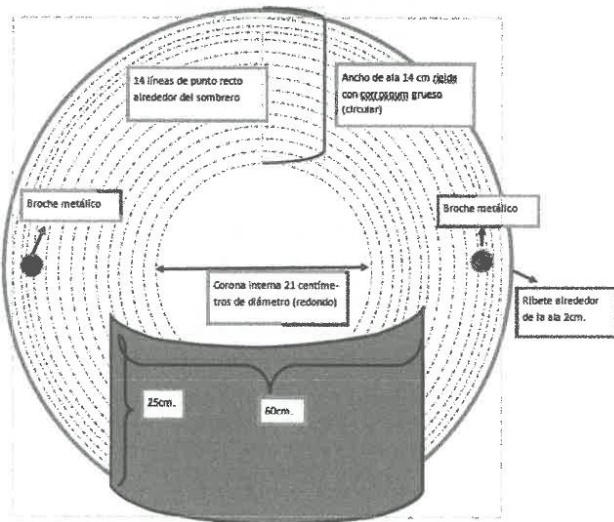 14 líneas de punto recto
alrededor del sombrero
Ancho de ala 14 cm rigida
con corrossum grueso
(circular)
Broche metálico
Broche metálico
Corona interna 21 centíme-
tros de diámetro (redondo)
Ribete alrededor
de la ala 2cm.
25cm.
60cm.